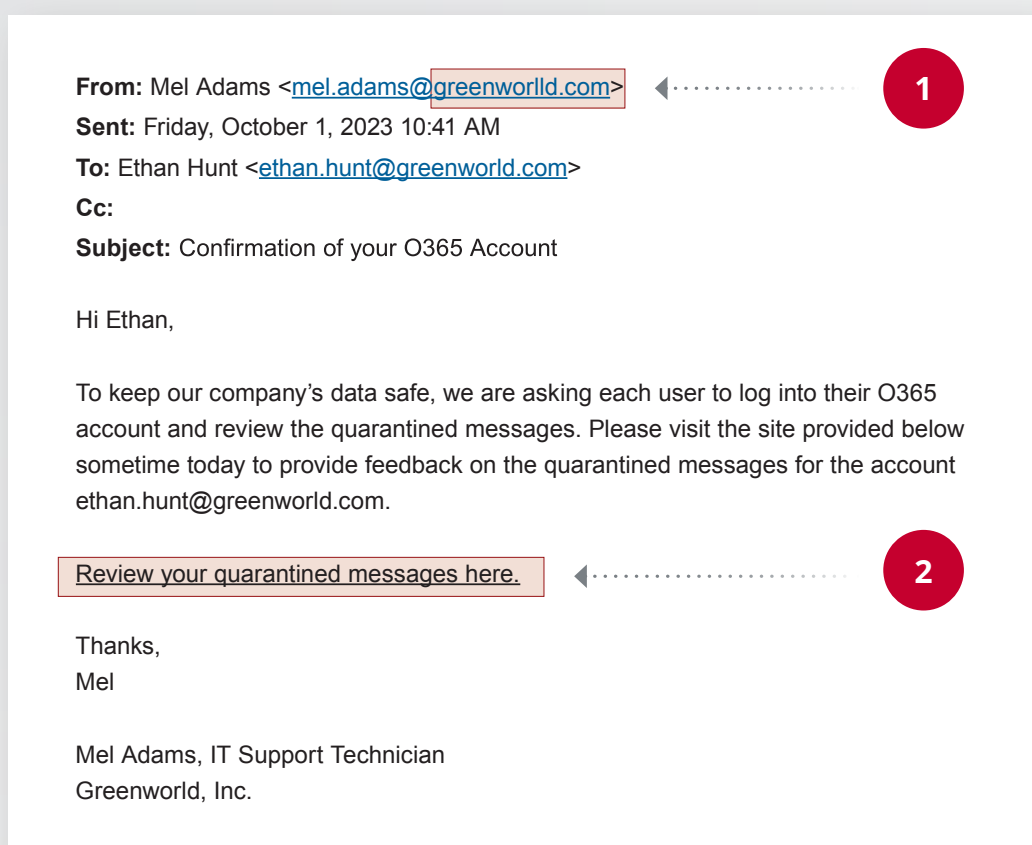 From: Mel Adams <mel.adams@greenworlld.com>
1
Sent: Friday, October 1, 2023 10:41 AM
To: Ethan Hunt <ethan.hunt@greenworld.com>
Cc:
Subject: Confirmation of your O365 Account
Hi Ethan,
To keep our company’s data safe, we are asking each user to log into their O365
account and review the quarantined messages. Please visit the site provided below
sometime today to provide feedback on the quarantined messages for the account
ethan.hunt@greenworld.com.
Review your quarantined messages here.
2
Thanks,
Mel
Mel Adams, IT Support Technician
Greenworld, Inc.